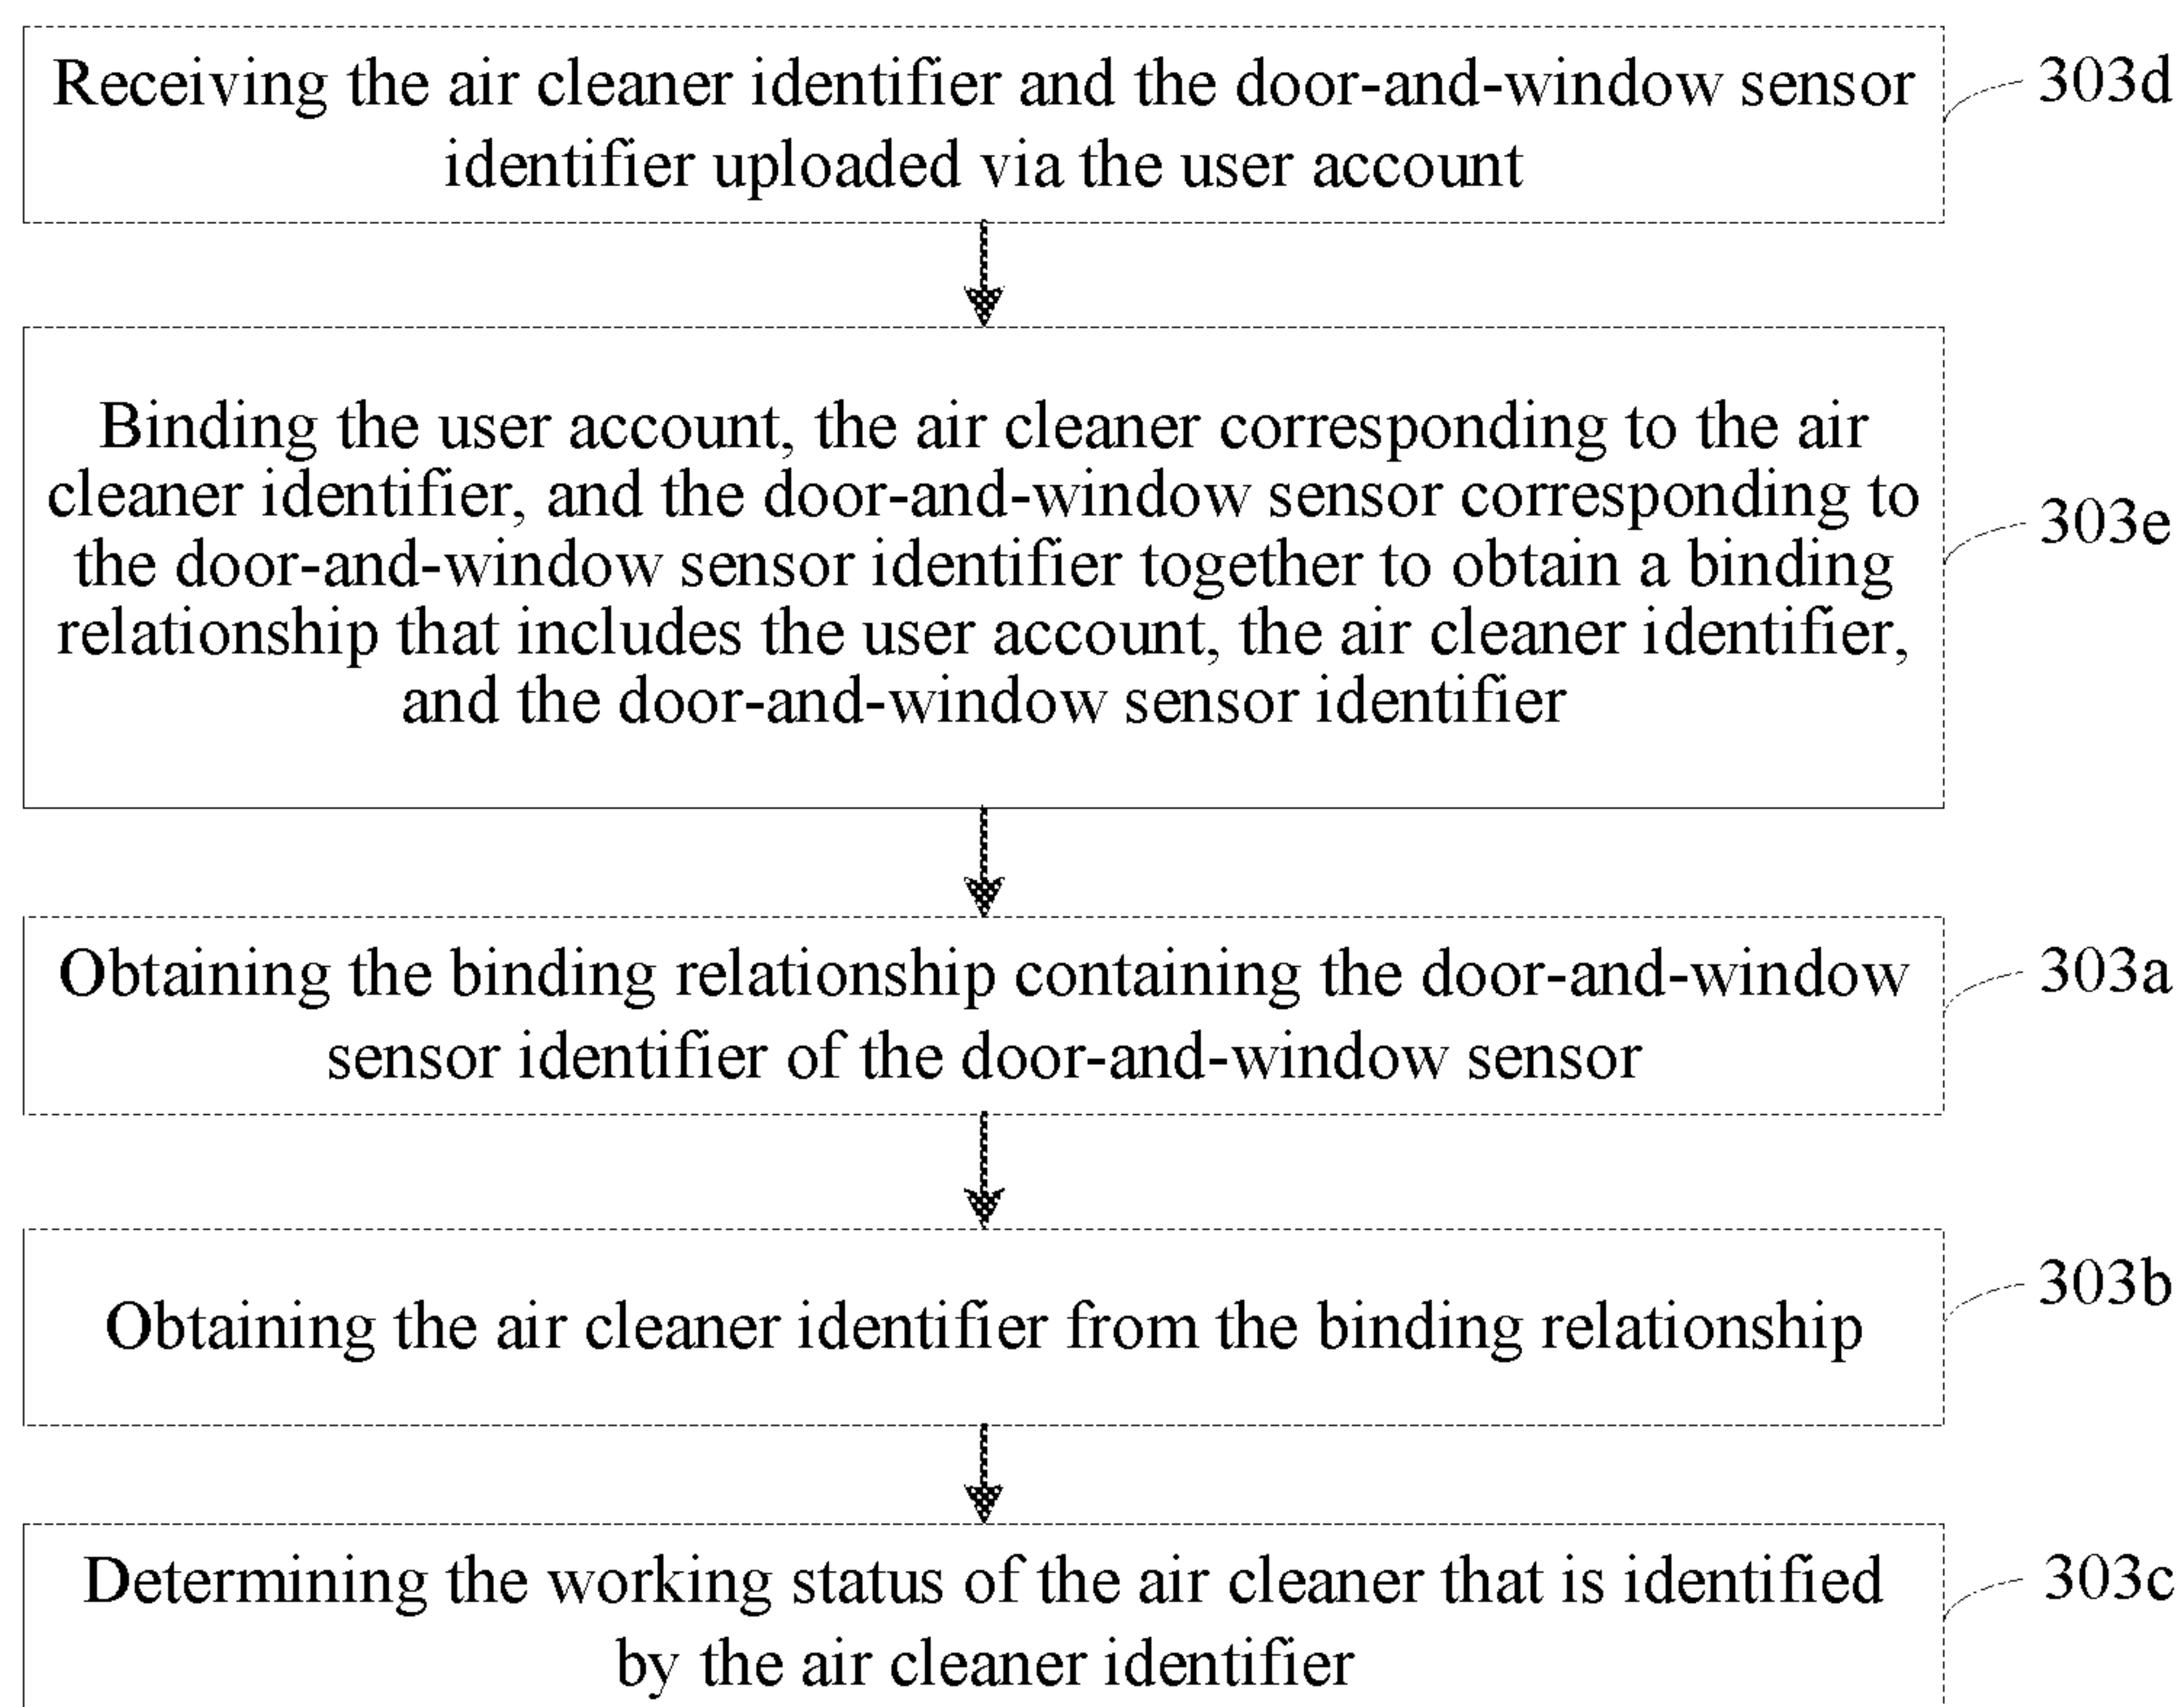 Receiving the air cleaner identifier and the door-and-window sensor
identifier uploaded via the user account
303d
Binding the user account, the air cleaner corresponding to the air
cleaner identifier, and the door-and-window sensor corresponding to
the door-and-window sensor identifier together to obtain a binding
relationship that includes the user account, the air cleaner identifier,
and the door-and-window sensor identifier
303e
Obtaining the binding relationship containing the door-and-window
sensor identifier of the door-and-window sensor
303a
Obtaining the air cleaner identifier from the binding relationship
303b
Determining the working status of the air cleaner that is identified
by the air cleaner identifier
303c